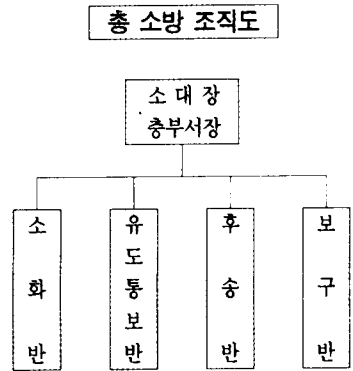 총 소방 조직도
소 대 장
층부서장
소화반
유도통보반
후송반
보구반